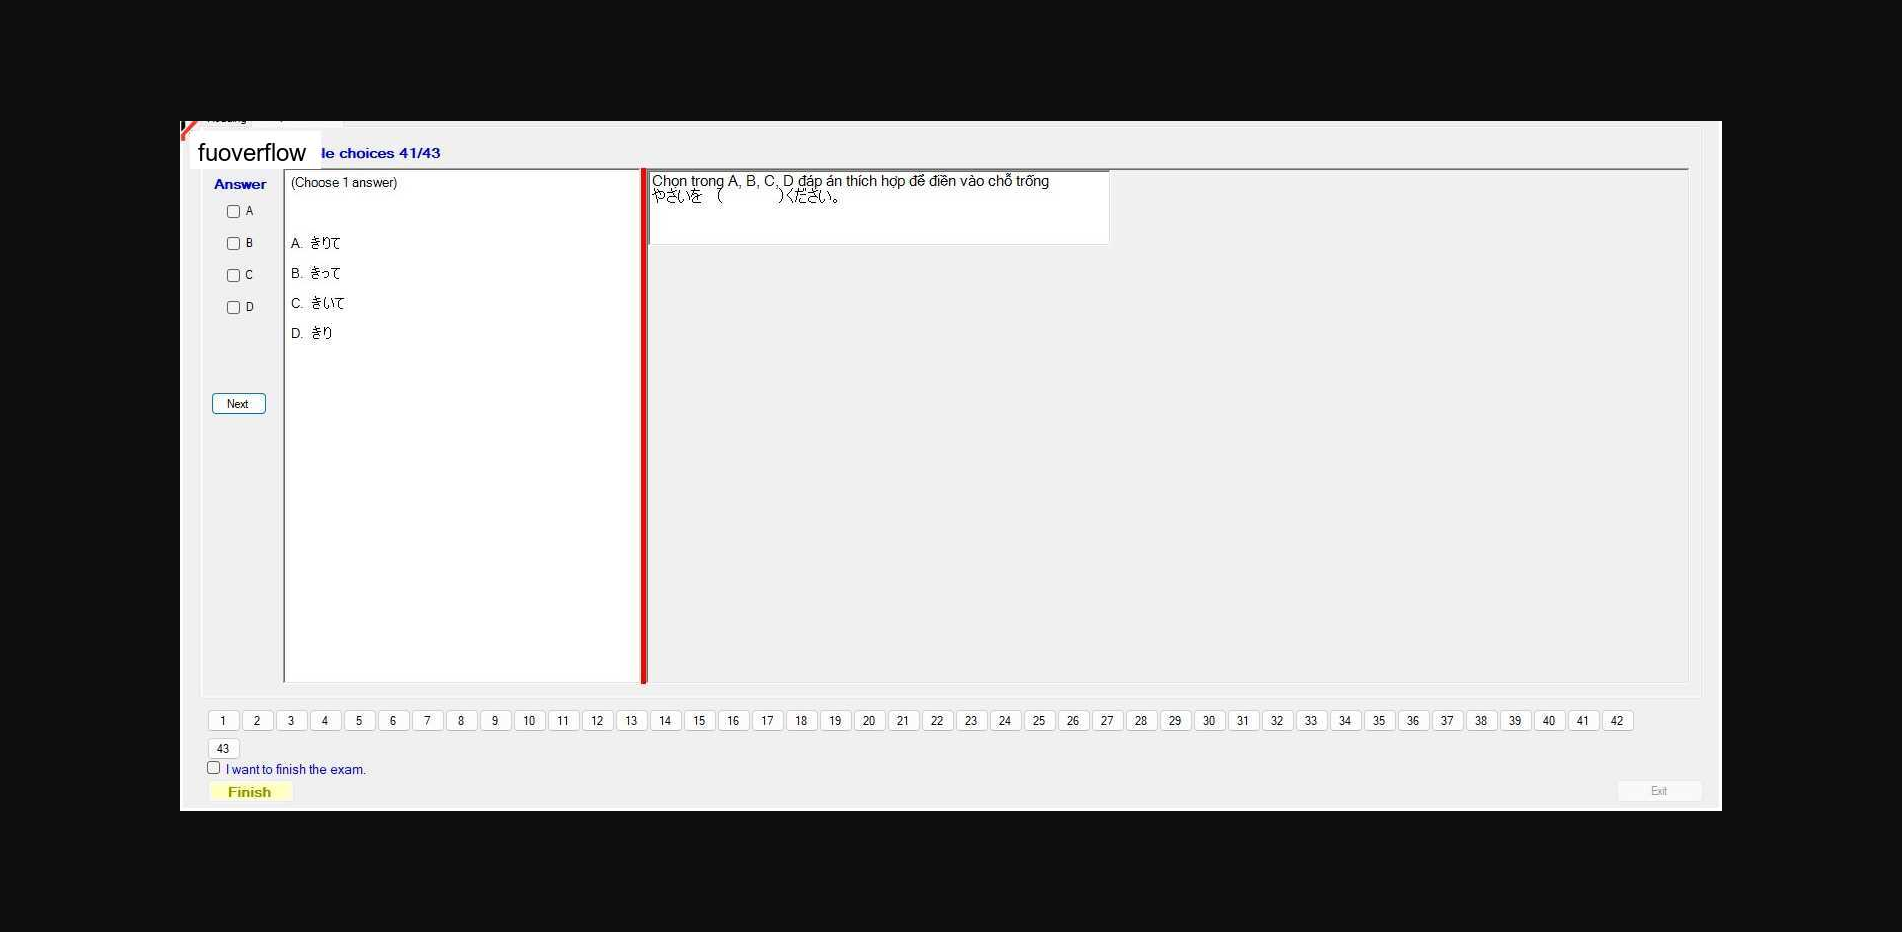 fuoverflow
le choices 41/43
Answer
A
B
C
D
Next
(Choose 1 answer)
A. きりて
B. きって
C. きいて
D. きり
Chọn trong A, B, C, D đáp án thích hợp để điền vào chỗ trống
やさいを ( )ください。
1 2 3 4 5 6 7 8 9 10 11 12 13 14 15 16 17 18 19 20 21 22 23 24 25 26 27 28 29 30 31 32 33 34 35 36 37 38 39 40 41 42
43
I want to finish the exam.
Finish
Exit